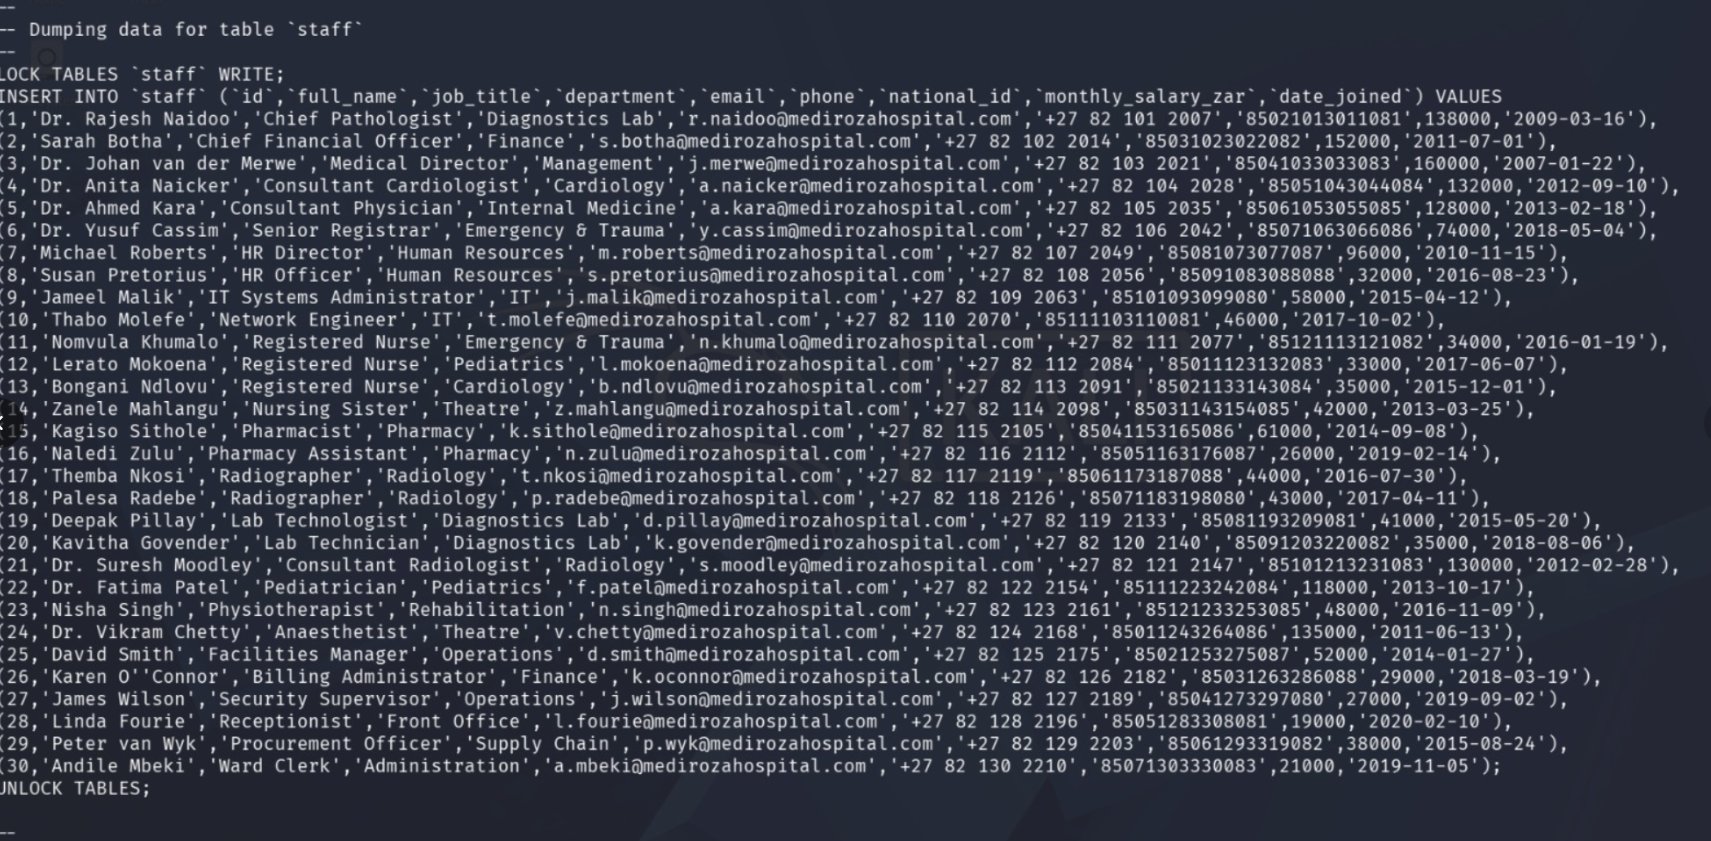 --
-- Dumping data for table `staff`
--
LOCK TABLES `staff` WRITE;
INSERT INTO `staff` (`id`,`full_name`,`job_title`,`department`,`email`,`phone`,`national_id`,`monthly_salary_zar`,`date_joined`) VALUES
(1,'Dr. Rajesh Naidoo','Chief Pathologist','Diagnostics Lab','r.naidoo@medirozahospital.com','+27 82 101 2007','85021013011081',138000,'2009-03-16'),
(2,'Sarah Botha','Chief Financial Officer','Finance','s.botha@medirozahospital.com','+27 82 102 2014','85031023022082',152000,'2011-07-01'),
(3,'Dr. Johan van der Merwe','Medical Director','Management','j.merwe@medirozahospital.com','+27 82 103 2021','85041033033083',160000,'2007-01-22'),
(4,'Dr. Anita Naicker','Consultant Cardiologist','Cardiology','a.naicker@medirozahospital.com','+27 82 104 2028','85051043044084',132000,'2012-09-10'),
(5,'Dr. Ahmed Kara','Consultant Physician','Internal Medicine','a.kara@medirozahospital.com','+27 82 105 2035','85061053055085',128000,'2013-02-18'),
(6,'Dr. Yusuf Cassim','Senior Registrar','Emergency & Trauma','y.cassim@medirozahospital.com','+27 82 106 2042','85071063066086',74000,'2018-05-04'),
(7,'Michael Roberts','HR Director','Human Resources','m.roberts@medirozahospital.com','+27 82 107 2049','85081073077087',96000,'2010-11-15'),
(8,'Susan Pretorius','HR Officer','Human Resources','s.pretorius@medirozahospital.com','+27 82 108 2056','85091083088088',32000,'2016-08-23'),
(9,'Jameel Malik','IT Systems Administrator','IT','j.malik@medirozahospital.com','+27 82 109 2063','85101093099080',58000,'2015-04-12'),
(10,'Thabo Molefe','Network Engineer','IT','t.molefe@medirozahospital.com','+27 82 110 2070','85111103110081',46000,'2017-10-02'),
(11,'Nomvula Khumalo','Registered Nurse','Emergency & Trauma','n.khumalo@medirozahospital.com','+27 82 111 2077','85121113121082',34000,'2016-01-19'),
(12,'Lerato Mokoena','Registered Nurse','Pediatrics','l.mokoena@medirozahospital.com','+27 82 112 2084','85011123132083',33000,'2017-06-07'),
(13,'Bongani Ndlovu','Registered Nurse','Cardiology','b.ndlovu@medirozahospital.com','+27 82 113 2091','85021133143084',35000,'2015-12-01'),
(14,'Zanele Mahlangu','Nursing Sister','Theatre','z.mahlangu@medirozahospital.com','+27 82 114 2098','85031143154085',42000,'2013-03-25'),
(15,'Kagiso Sithole','Pharmacist','Pharmacy','k.sithole@medirozahospital.com','+27 82 115 2105','85041153165086',61000,'2014-09-08'),
(16,'Naledi Zulu','Pharmacy Assistant','Pharmacy','n.zulu@medirozahospital.com','+27 82 116 2112','85051163176087',26000,'2019-02-14'),
(17,'Themba Nkosi','Radiographer','Radiology','t.nkosi@medirozahospital.com','+27 82 117 2119','85061173187088',44000,'2016-07-30'),
(18,'Palesa Radebe','Radiographer','Radiology','p.radebe@medirozahospital.com','+27 82 118 2126','85071183198080',43000,'2017-04-11'),
(19,'Deepak Pillay','Lab Technologist','Diagnostics Lab','d.pillay@medirozahospital.com','+27 82 119 2133','85081193209081',41000,'2015-05-20'),
(20,'Kavitha Govender','Lab Technician','Diagnostics Lab','k.govender@medirozahospital.com','+27 82 120 2140','85091203220082',35000,'2018-08-06'),
(21,'Dr. Suresh Moodley','Consultant Radiologist','Radiology','s.moodley@medirozahospital.com','+27 82 121 2147','85101213231083',130000,'2012-02-28'),
(22,'Dr. Fatima Patel','Pediatrician','Pediatrics','f.patel@medirozahospital.com','+27 82 122 2154','85111223242084',118000,'2013-10-17'),
(23,'Nisha Singh','Physiotherapist','Rehabilitation','n.singh@medirozahospital.com','+27 82 123 2161','85121233253085',48000,'2016-11-09'),
(24,'Dr. Vikram Chetty','Anaesthetist','Theatre','v.chetty@medirozahospital.com','+27 82 124 2168','85011243264086',135000,'2011-06-13'),
(25,'David Smith','Facilities Manager','Operations','d.smith@medirozahospital.com','+27 82 125 2175','85021253275087',52000,'2014-01-27'),
(26,'Karen O''Connor','Billing Administrator','Finance','k.oconnor@medirozahospital.com','+27 82 126 2182','85031263286088',29000,'2018-03-19'),
(27,'James Wilson','Security Supervisor','Operations','j.wilson@medirozahospital.com','+27 82 127 2189','85041273297080',27000,'2019-09-02'),
(28,'Linda Fourie','Receptionist','Front Office','l.fourie@medirozahospital.com','+27 82 128 2196','85051283308081',19000,'2020-02-10'),
(29,'Peter van Wyk','Procurement Officer','Supply Chain','p.wyk@medirozahospital.com','+27 82 129 2203','85061293319082',38000,'2015-08-24'),
(30,'Andile Mbeki','Ward Clerk','Administration','a.mbeki@medirozahospital.com','+27 82 130 2210','85071303330083',21000,'2019-11-05');
UNLOCK TABLES;
--